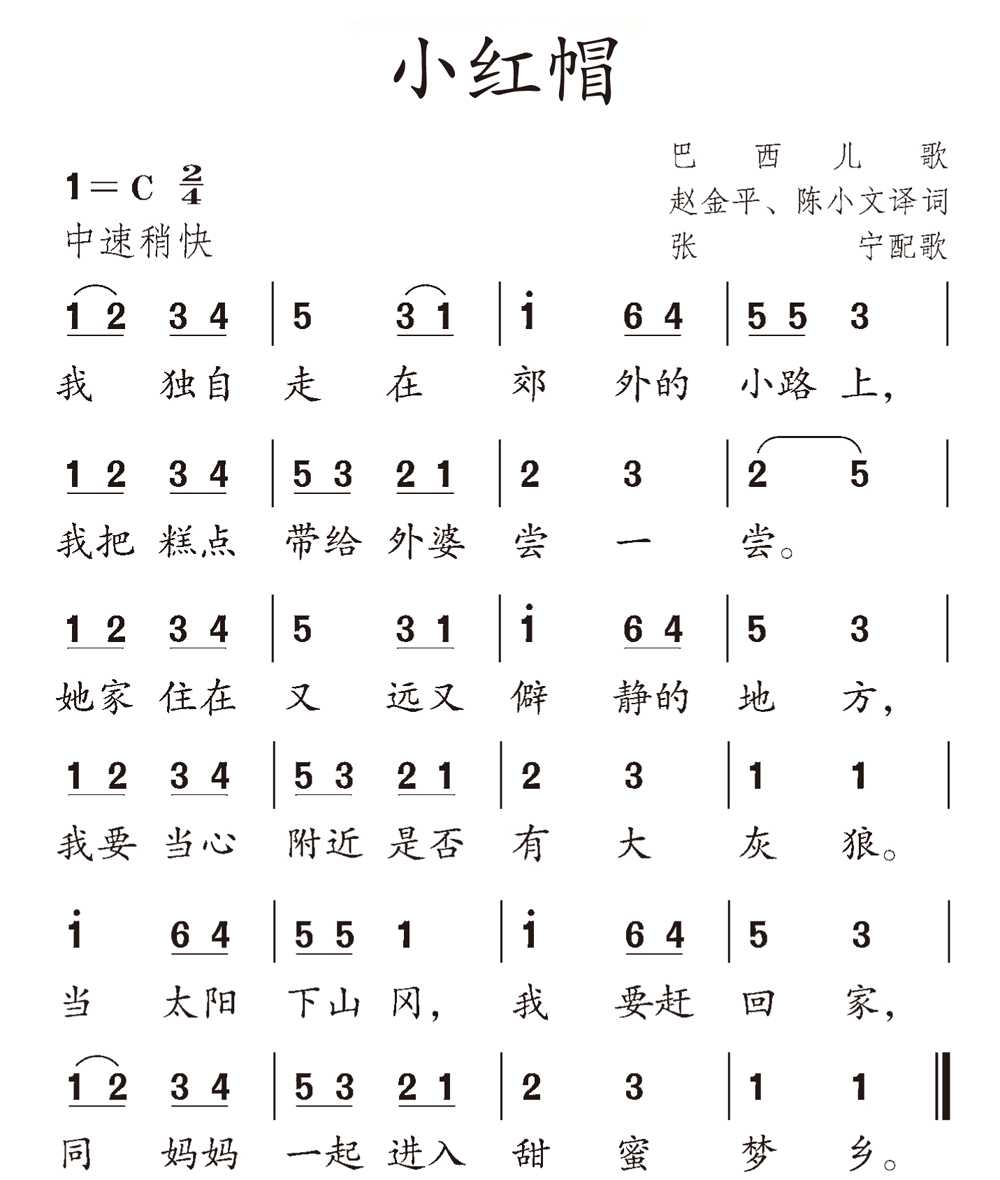 小红帽
巴西儿歌
1=C 2/4
赵金平、陈小文译词
中速稍快
张宁配歌
1 2 3 4 | 5 3 1 | i 6 4 | 5 5 3 |
我 独自 走 在 郊 外的 小路 上，
1 2 3 4 | 5 3 2 1 | 2 3 | 2 5 |
我把 糕点 带给 外婆 尝 一 尝。
1 2 3 4 | 5 3 1 | i 6 4 | 5 3 |
她家 住在 又 远又 僻 静的 地 方，
1 2 3 4 | 5 3 2 1 | 2 3 | 1 1 |
我要 当心 附近 是否 有 大 灰 狼。
i 6 4 | 5 5 1 | i 6 4 | 5 3 |
当 太阳 下山 冈， 我 要赶 回 家，
1 2 3 4 | 5 3 2 1 | 2 3 | 1 1 ‖
同 妈妈 一起 进入 甜 蜜 梦 乡。